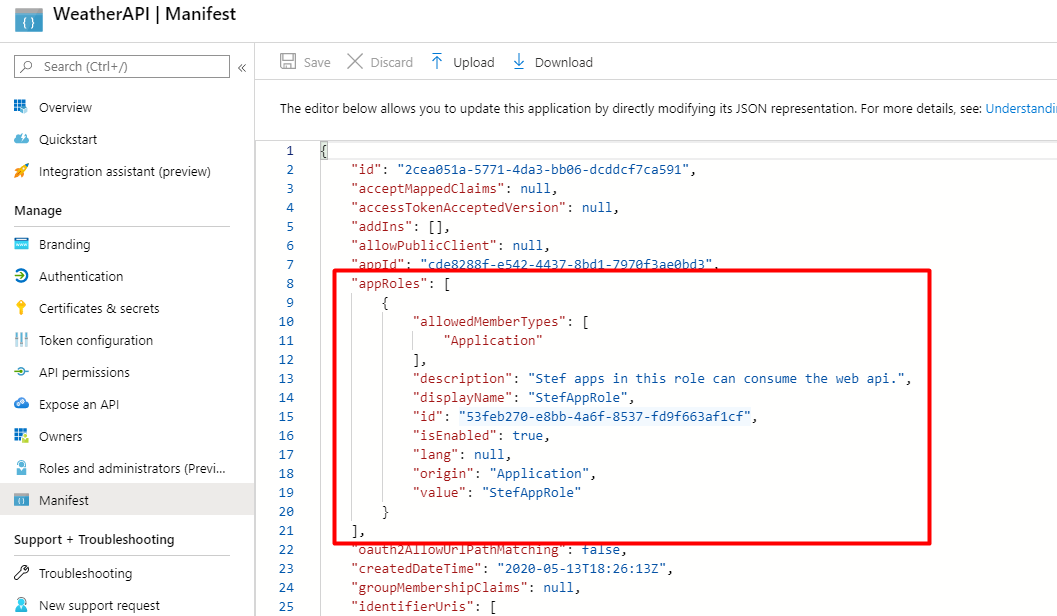 WeatherAPI | Manifest
Search (Ctrl+/)
«
Overview
Quickstart
Integration assistant (preview)
Manage
Branding
Authentication
Certificates & secrets
Token configuration
API permissions
Expose an API
Owners
Roles and administrators (Previ...
Manifest
Support + Troubleshooting
Troubleshooting
New support request
Save Discard Upload Download
The editor below allows you to update this application by directly modifying its JSON representation. For more details, see: Understandi
1 {
2 "id": "2cea051a-5771-4da3-bb06-dcddcf7ca591",
3 "acceptMappedClaims": null,
4 "accessTokenAcceptedVersion": null,
5 "addIns": [],
6 "allowPublicClient": null,
7 "appId": "cde8288f-e542-4437-8bd1-7970f3ae0bd3",
8 "appRoles": [
9 {
10 "allowedMemberTypes": [
11 "Application"
12 ],
13 "description": "Stef apps in this role can consume the web api.",
14 "displayName": "StefAppRole",
15 "id": "53feb270-e8bb-4a6f-8537-fd9f663af1cf",
16 "isEnabled": true,
17 "lang": null,
18 "origin": "Application",
19 "value": "StefAppRole"
20 }
21 ],
22 "oauth2AllowUrlPathMatching": false,
23 "createdDateTime": "2020-05-13T18:26:13Z",
24 "groupMembershipClaims": null,
25 "identifierUris": [